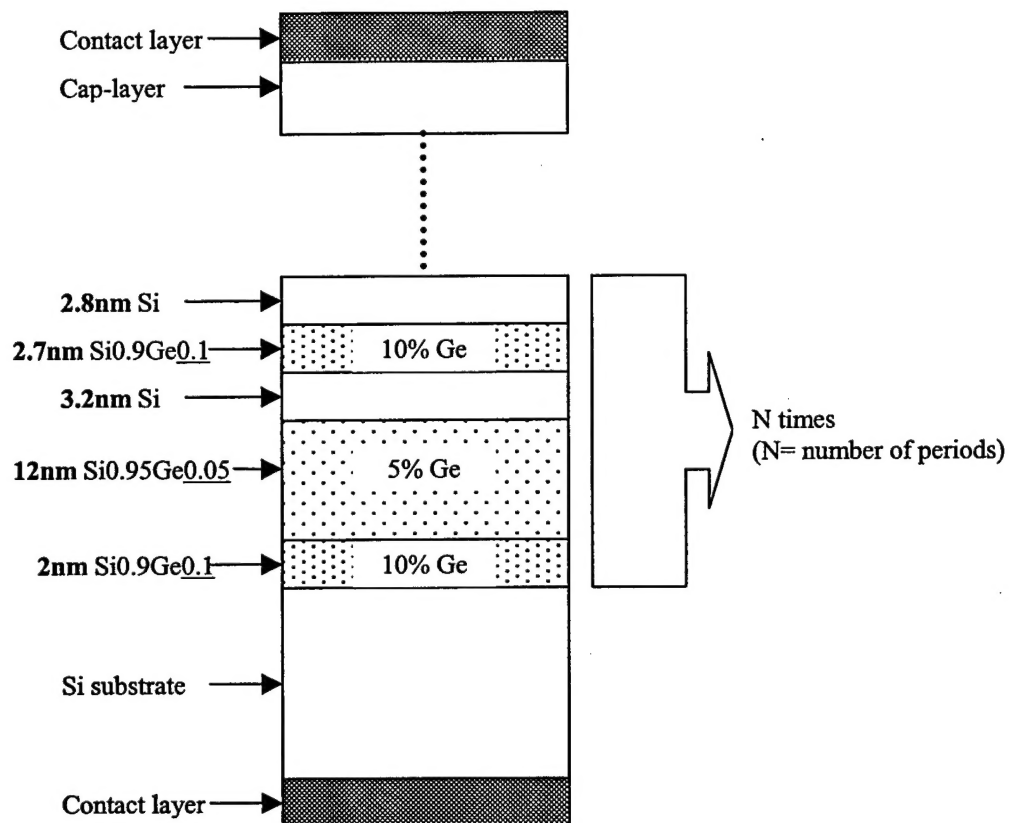 Contact layer
Cap-layer
2.8nm Si
2.7nm Si0.9Ge0.1
10% Ge
3.2nm Si
12nm Si0.95Ge0.05
5% Ge
2nm Si0.9Ge0.1
10% Ge
N times
(N= number of periods)
Si substrate
Contact layer